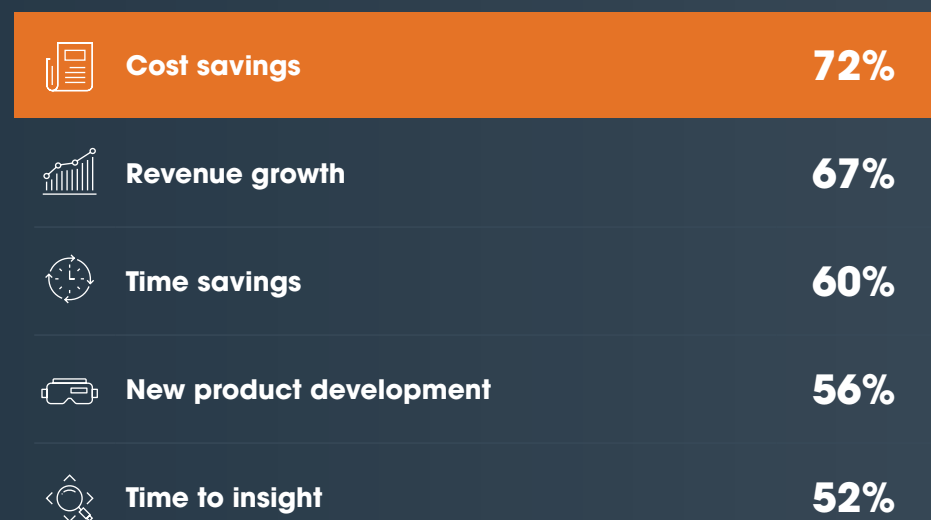 Cost savings 72%
Revenue growth 67%
Time savings 60%
New product development 56%
Time to insight 52%